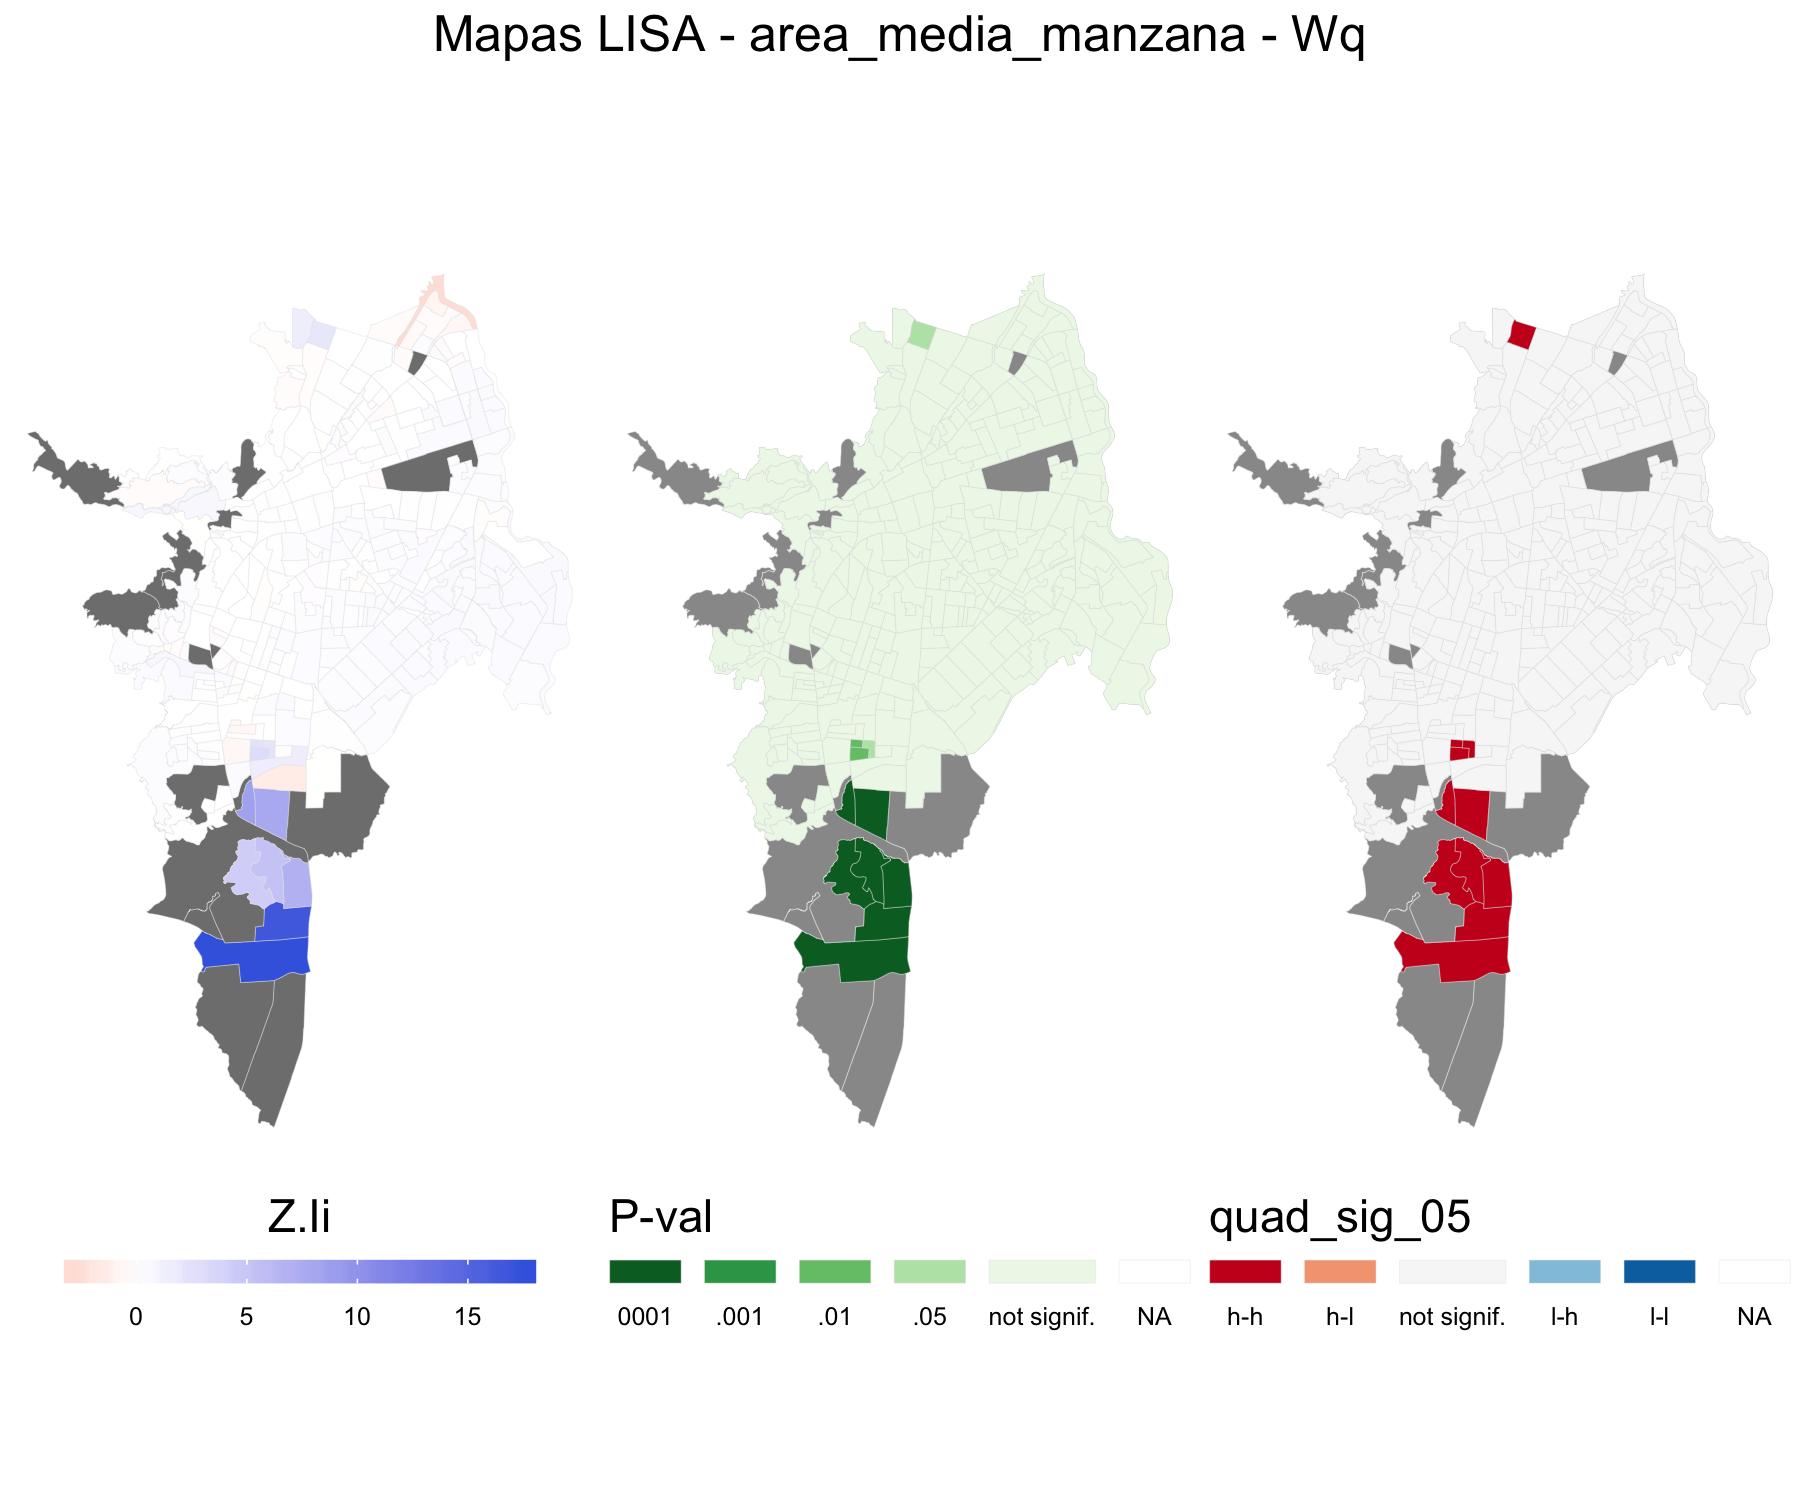 Mapas LISA - area_media_manzana - Wq
Z.Ii
P-val
quad_sig_05
0 5 10 15
0001 .001 .01 .05 not signif. NA
h-h h-l not signif. l-h l-l NA